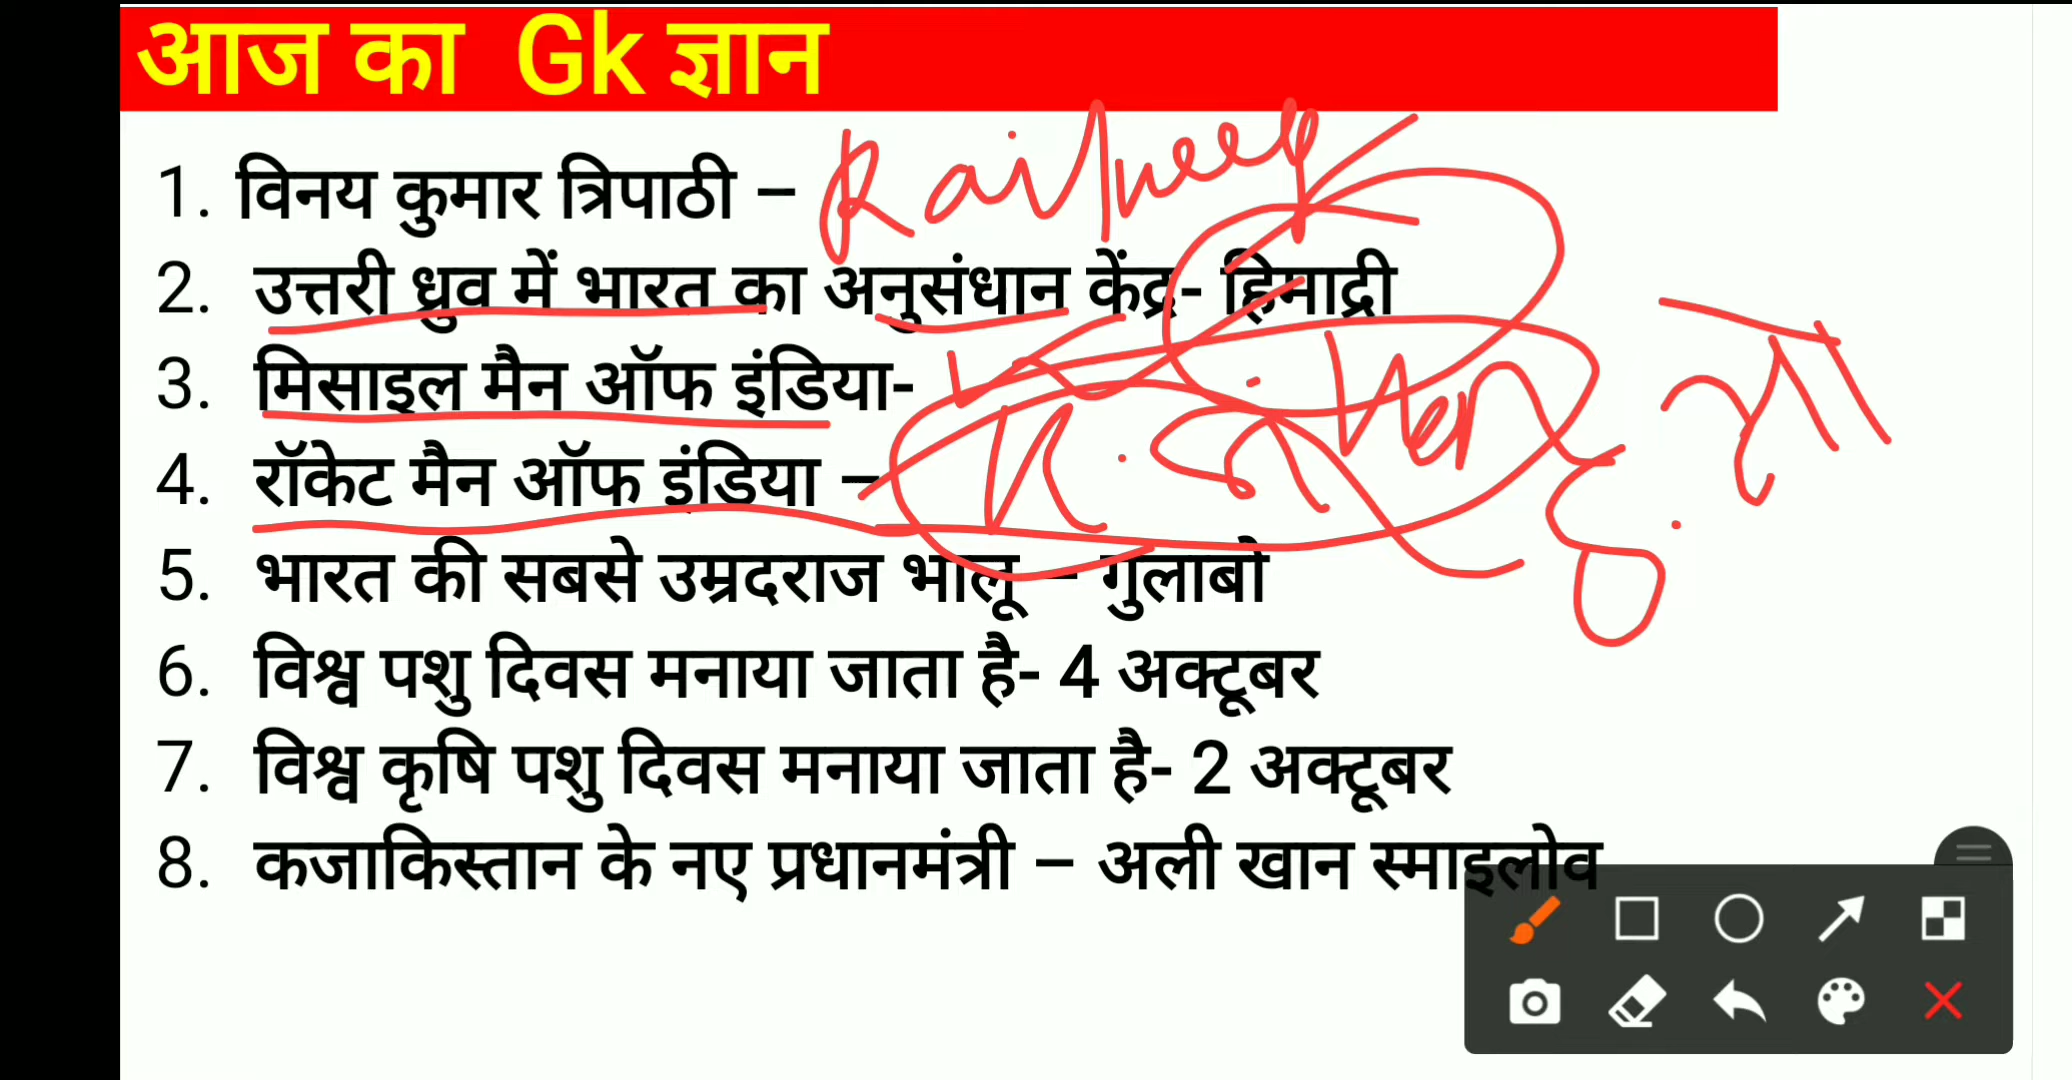 आज का Gk ज्ञान
1. विनय कुमार त्रिपाठी –
2. उत्तरी ध्रुव में भारत का अनुसंधान केंद्र- हिमाद्री
3. मिसाइल मैन ऑफ इंडिया-
4. रॉकेट मैन ऑफ इंडिया –
5. भारत की सबसे उम्रदराज भालू – गुलाबो
6. विश्व पशु दिवस मनाया जाता है- 4 अक्टूबर
7. विश्व कृषि पशु दिवस मनाया जाता है- 2 अक्टूबर
8. कजाकिस्तान के नए प्रधानमंत्री – अली खान स्माइलोव